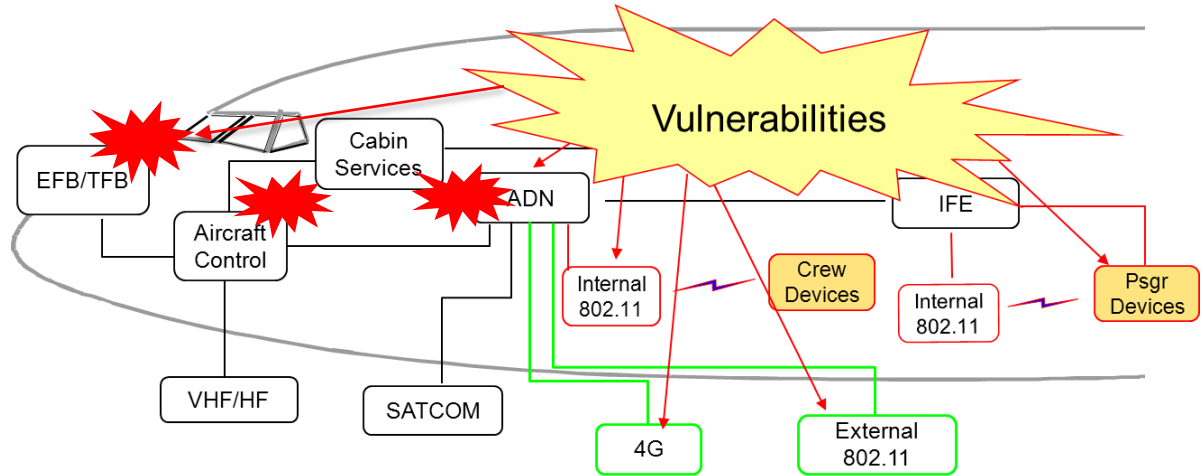 Vulnerabilities
Cabin
Services
EFB/TFB
ADN
IFE
Aircraft
Control
Internal
802.11
Crew
Devices
Internal
802.11
Psgr
Devices
VHF/HF
SATCOM
4G
External
802.11